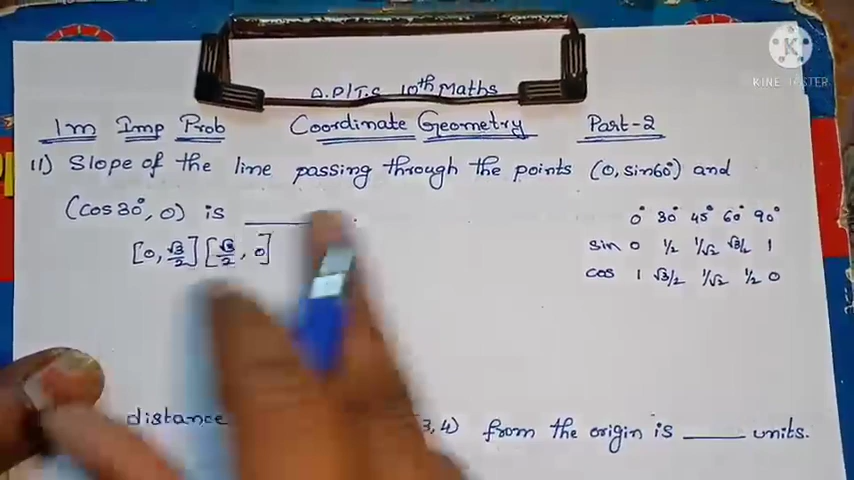 A.P/T.S 10th Maths
1m Imp Prob Coordinate Geometry Part-2
11) Slope of the line passing through the points (0, sin60°) and
(cos30°, 0) is ______.
[0, √3/2] [√3/2, 0]
0° 30° 45° 60° 90°
sin 0 1/2 1/√2 √3/2 1
cos 1 √3/2 1/√2 1/2 0
distance 3,4) from the origin is ______ units.
K
KINE MASTER